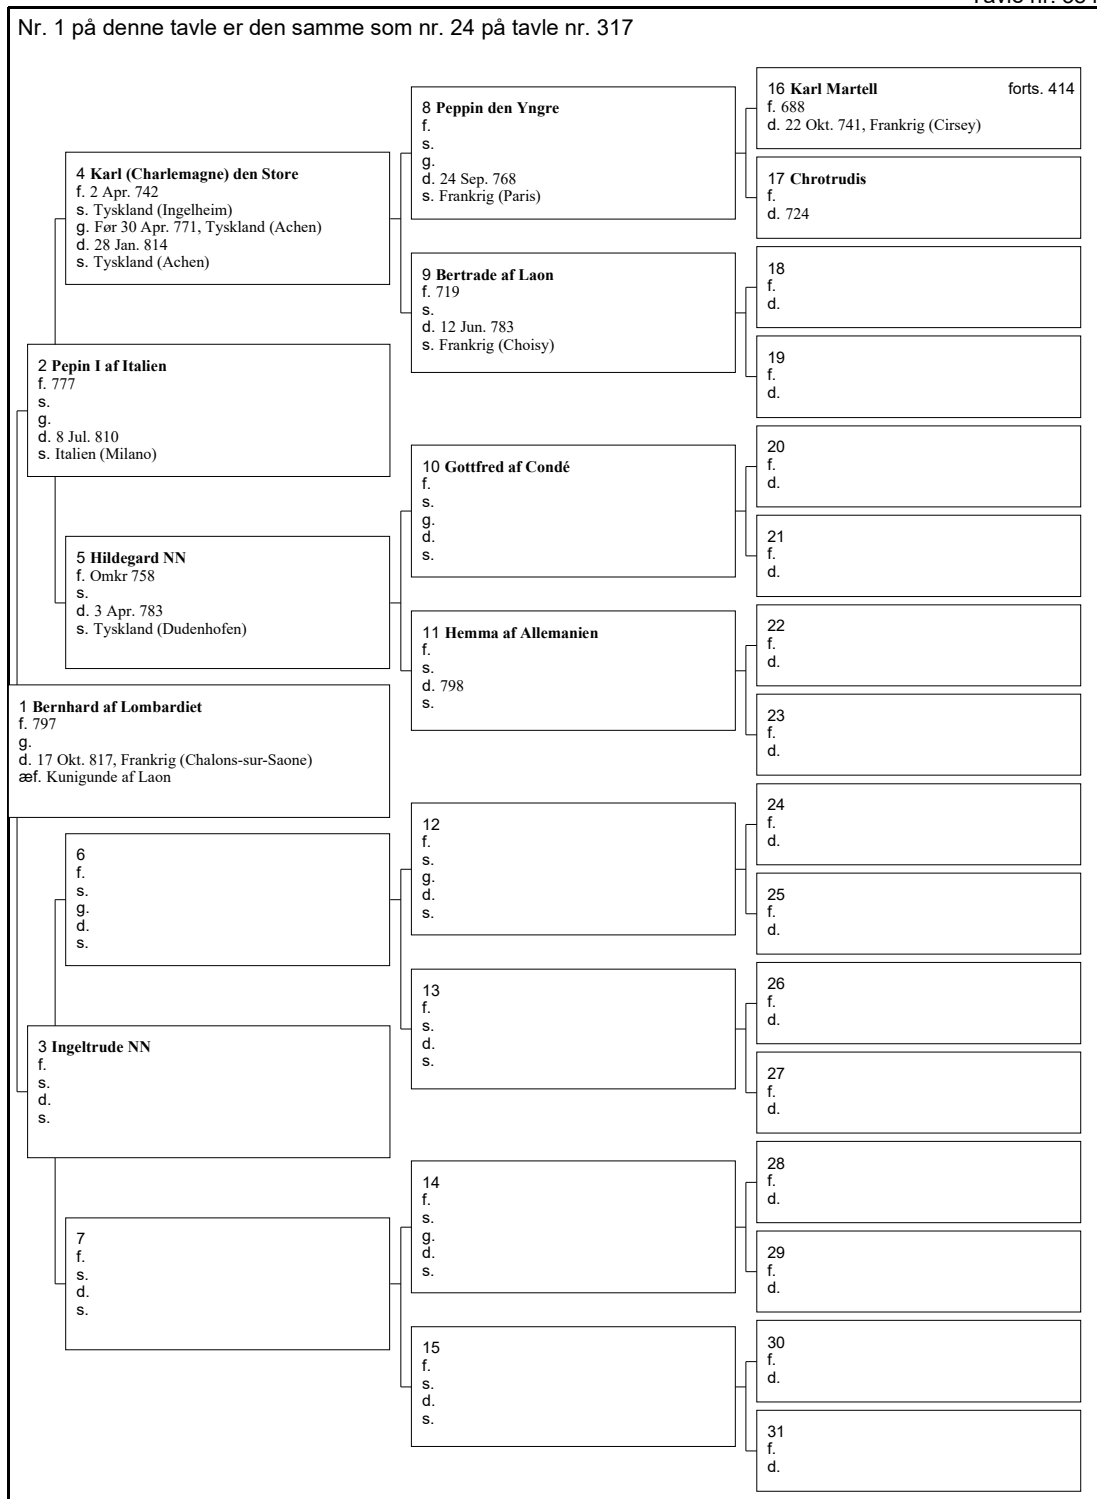 Nr. 1 på denne tavle er den samme som nr. 24 på tavle nr. 317
16 Karl Martell forts. 414
f. 688
d. 22 Okt. 741, Frankrig (Cirsey)
8 Peppin den Yngre
f.
s.
g.
d. 24 Sep. 768
s. Frankrig (Paris)
17 Chrotrudis
f.
d. 724
4 Karl (Charlemagne) den Store
f. 2 Apr. 742
s. Tyskland (Ingelheim)
g. Før 30 Apr. 771, Tyskland (Achen)
d. 28 Jan. 814
s. Tyskland (Achen)
18
f.
d.
9 Bertrade af Laon
f. 719
s.
d. 12 Jun. 783
s. Frankrig (Choisy)
19
f.
d.
2 Pepin I af Italien
f. 777
s.
g.
d. 8 Jul. 810
s. Italien (Milano)
20
f.
d.
10 Gottfred af Condé
f.
s.
g.
d.
s.
21
f.
d.
5 Hildegard NN
f. Omkr 758
s.
d. 3 Apr. 783
s. Tyskland (Dudenhofen)
22
f.
d.
11 Hemma af Allemanien
f.
s.
d. 798
s.
23
f.
d.
1 Bernhard af Lombardiet
f. 797
g.
d. 17 Okt. 817, Frankrig (Chalons-sur-Saone)
æf. Kunigunde af Laon
24
f.
d.
12
f.
s.
g.
d.
s.
25
f.
d.
6
f.
s.
g.
d.
s.
26
f.
d.
13
f.
s.
d.
s.
27
f.
d.
3 Ingeltrude NN
f.
s.
d.
s.
28
f.
d.
14
f.
s.
g.
d.
s.
29
f.
d.
7
f.
s.
d.
s.
30
f.
d.
15
f.
s.
d.
s.
31
f.
d.